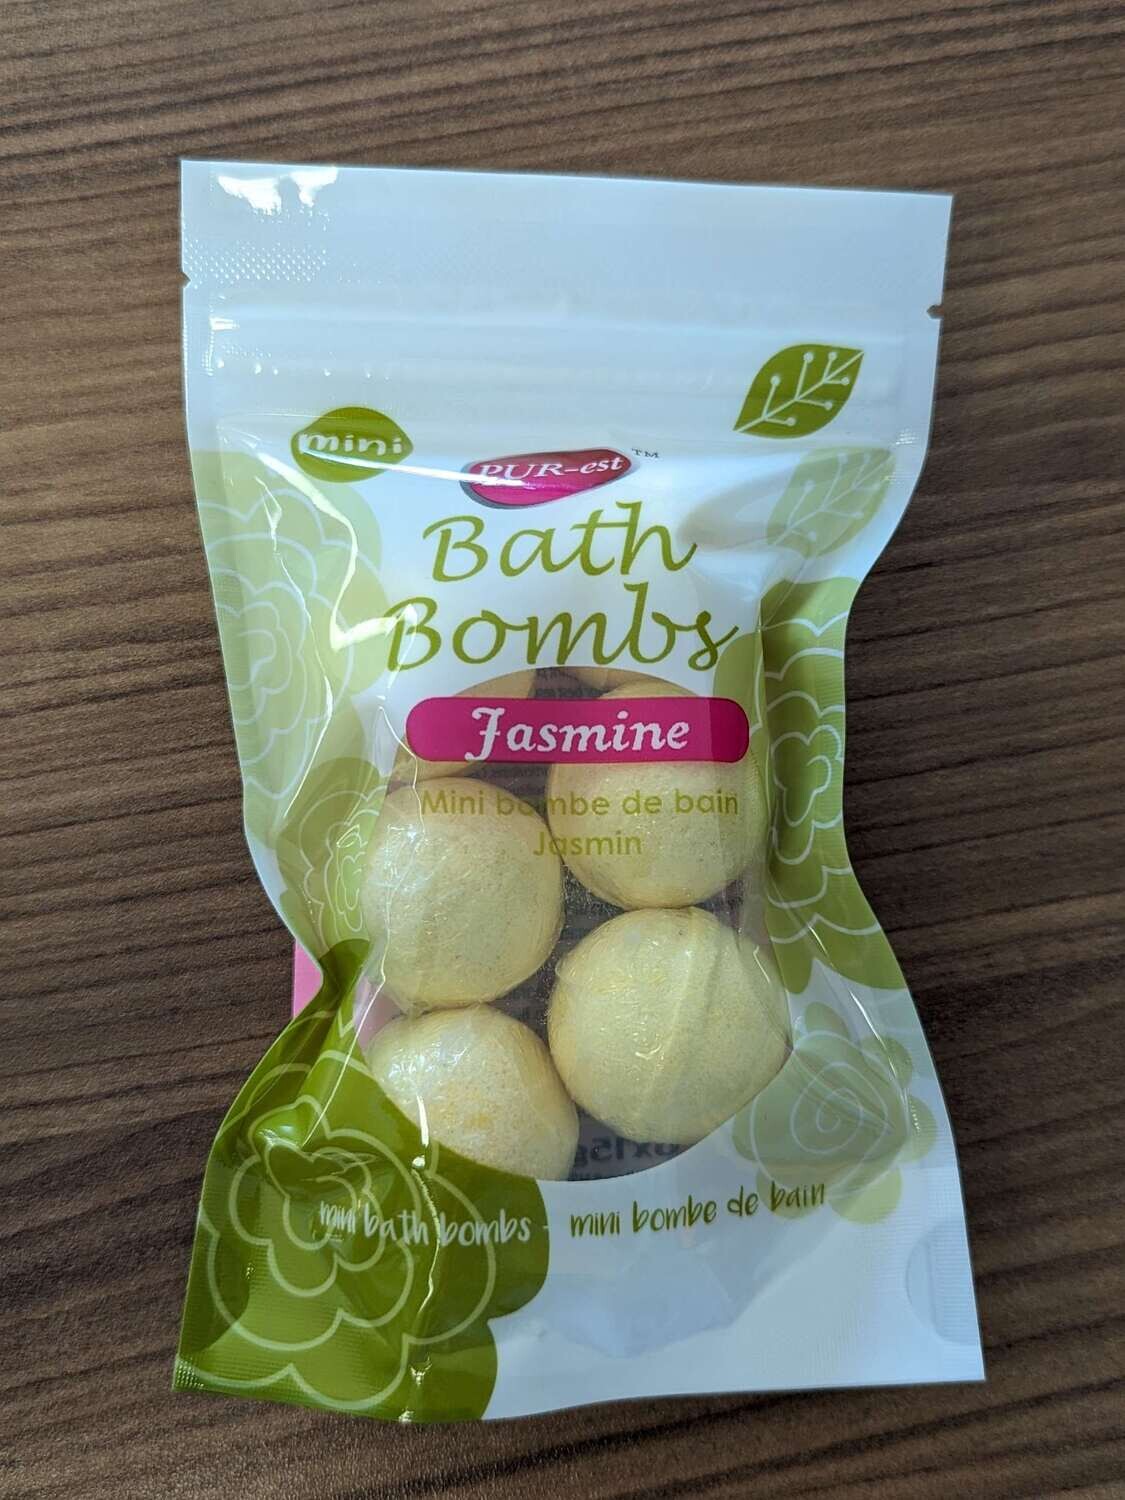 mini
PUR-est™
Bath
Bombs
Jasmine
Mini bombe de bain
Jasmin
mini bath bombs - mini bombe de bain